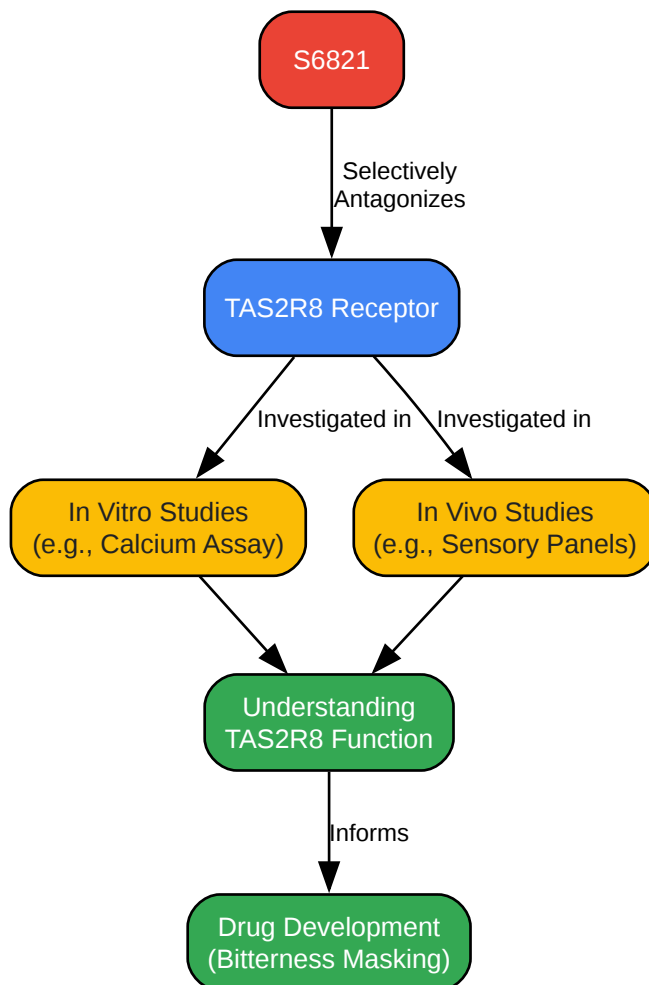 S6821
Selectively
Antagonizes
TAS2R8 Receptor
Investigated in
Investigated in
In Vitro Studies
(e.g., Calcium Assay)
In Vivo Studies
(e.g., Sensory Panels)
Understanding
TAS2R8 Function
Informs
Drug Development
(Bitterness Masking)